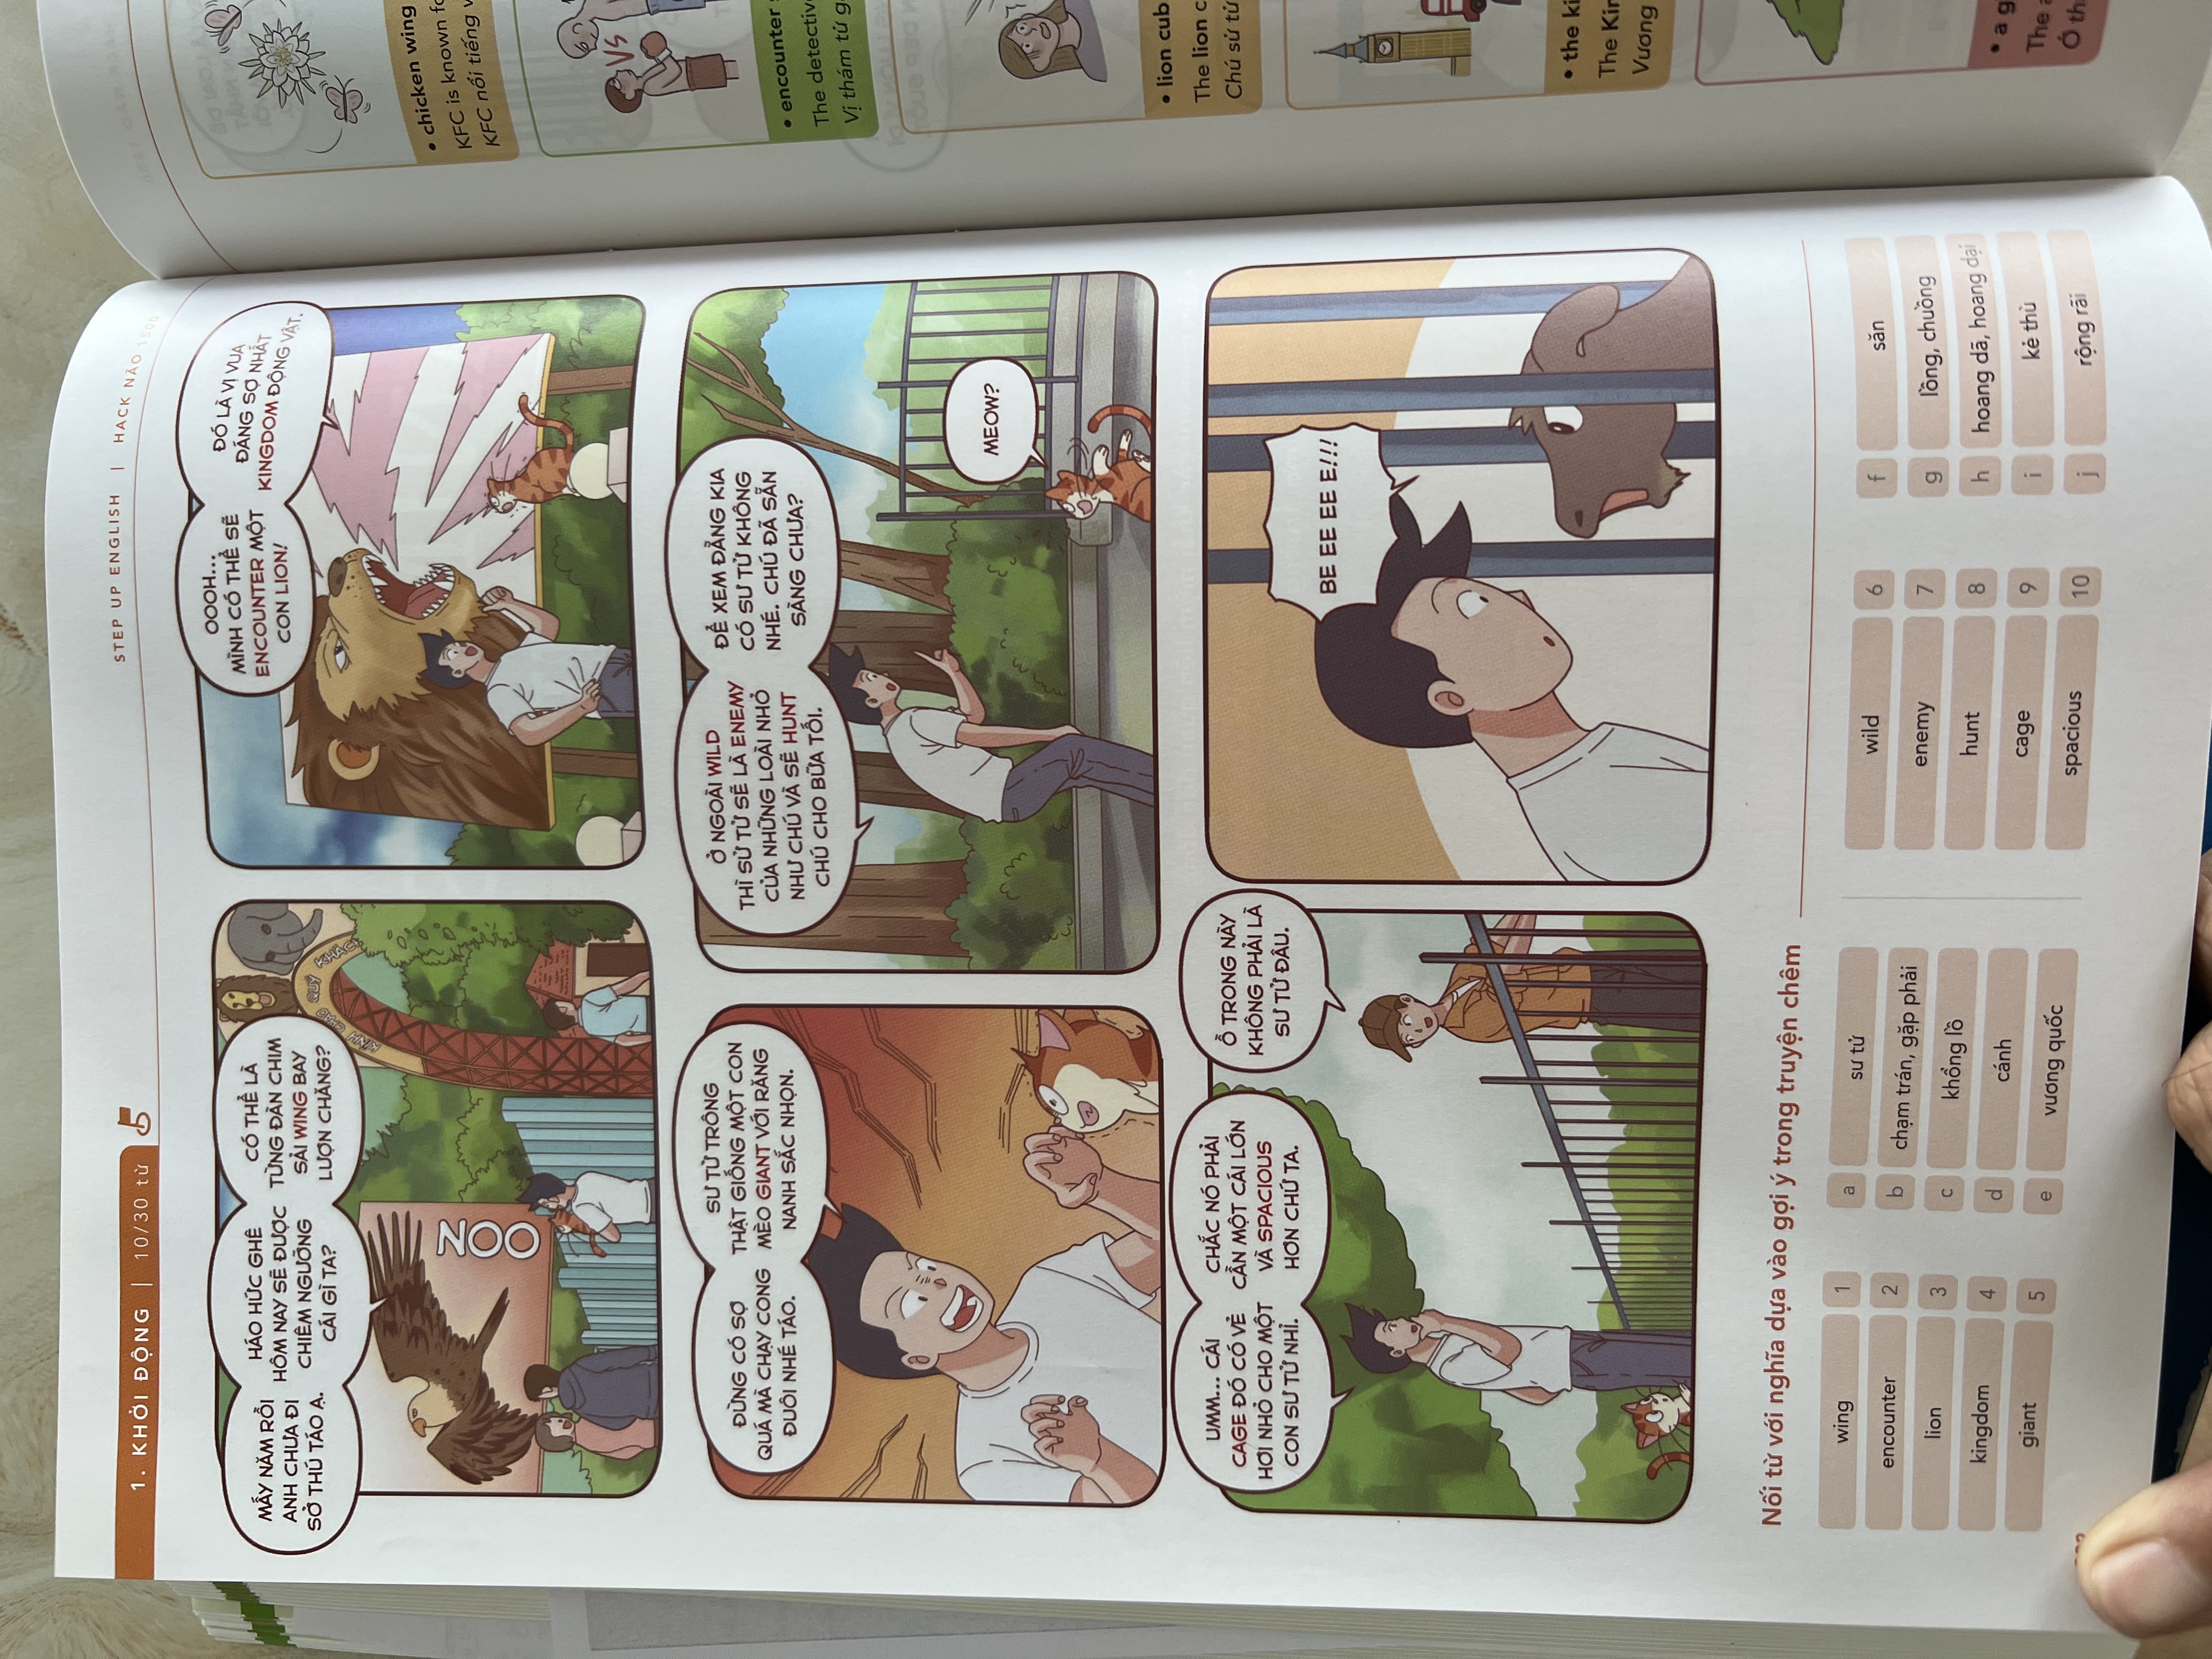 1. KHỞI ĐỘNG | 10/30 từ
STEP UP ENGLISH | HACK NÃO 1500
MẤY NĂM RỒI
ANH CHƯA ĐI
SỞ THÚ TÁO Ạ.
HÁO HỨC GHÊ
HÔM NAY SẼ ĐƯỢC
CHIÊM NGƯỠNG
CÁI GÌ TA?
CÓ THỂ LÀ
TỪNG ĐÀN CHIM
SẢI WING BAY
LƯỢN CHĂNG?
KÍNH CHÀO QUÝ KHÁCH
ZOO
OOOH...
MÌNH CÓ THỂ SẼ
ENCOUNTER MỘT
CON LION!
ĐÓ LÀ VỊ VUA
ĐÁNG SỢ NHẤT
KINGDOM ĐỘNG VẬT.
ĐỪNG CÓ SỢ
QUÁ MÀ CHẠY CONG
ĐUÔI NHÉ TÁO.
SƯ TỬ TRÔNG
THẬT GIỐNG MỘT CON
MÈO GIANT VỚI RĂNG
NANH SẮC NHỌN.
Ở NGOÀI WILD
THÌ SỬ TỬ SẼ LÀ ENEMY
CỦA NHỮNG LOÀI NHỎ
NHƯ CHÚ VÀ SẼ HUNT
CHÚ CHO BỮA TỐI.
ĐỂ XEM ĐẰNG KIA
CÓ SƯ TỬ KHÔNG
NHÉ. CHÚ ĐÃ SẴN
SÀNG CHƯA?
MEOW?
UMM... CÁI
CAGE ĐÓ CÓ VẺ
HƠI NHỎ CHO MỘT
CON SƯ TỬ NHỈ.
CHẮC NÓ PHẢI
CẦN MỘT CÁI LỚN
VÀ SPACIOUS
HƠN CHỨ TA.
Ồ TRONG NÀY
KHÔNG PHẢI LÀ
SƯ TỬ ĐÂU.
BE EE EE E!!!
Nối từ với nghĩa dựa vào gợi ý trong truyện chêm
wing 1
encounter 2
lion 3
kingdom 4
giant 5
a sư tử
b chạm trán, gặp phải
c khổng lồ
d cánh
e vương quốc
wild 6
enemy 7
hunt 8
cage 9
spacious 10
f săn
g lồng, chuồng
h hoang dã, hoang dại
i kẻ thù
j rộng rãi
• chicken wing
KFC is known
KFC nổi tiếng
VS
• encounter
The
Vị thám tử
• lion cub
The lion
Chú sử tử
• the
The
Vương
• a
The
Ở